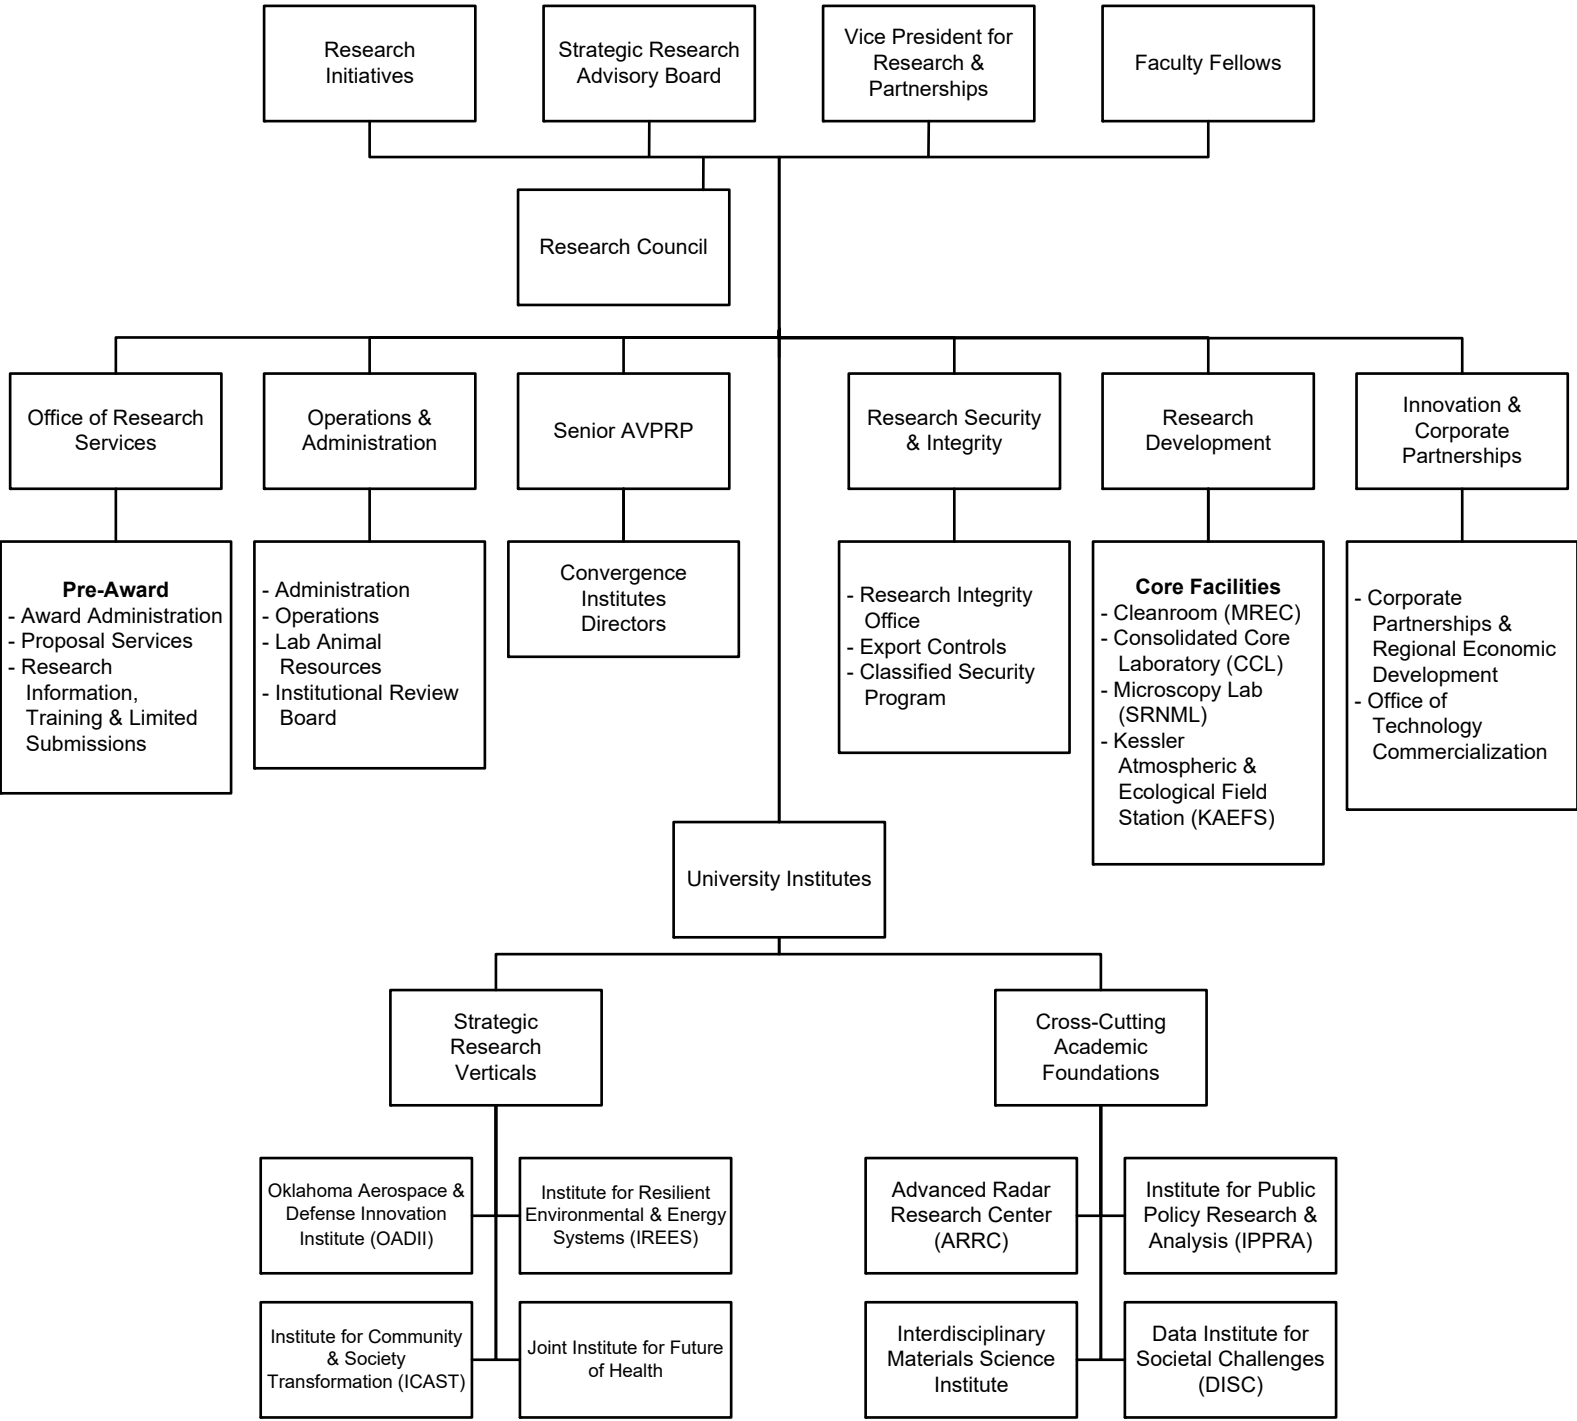 Research
Initiatives
Strategic Research
Advisory Board
Vice President for
Research &
Partnerships
Faculty Fellows
Research Council
Office of Research
Services
Operations &
Administration
Senior AVPRP
Research Security
& Integrity
Research
Development
Innovation &
Corporate
Partnerships
Pre-Award
- Award Administration
- Proposal Services
- Research
Information,
Training & Limited
Submissions
- Administration
- Operations
- Lab Animal
Resources
- Institutional Review
Board
Convergence
Institutes
Directors
- Research Integrity
Office
- Export Controls
- Classified Security
Program
Core Facilities
- Cleanroom (MREC)
- Consolidated Core
Laboratory (CCL)
- Microscopy Lab
(SRNML)
- Kessler
Atmospheric &
Ecological Field
Station (KAEFS)
- Corporate
Partnerships &
Regional Economic
Development
- Office of
Technology
Commercialization
University Institutes
Strategic
Research
Verticals
Cross-Cutting
Academic
Foundations
Oklahoma Aerospace &
Defense Innovation
Institute (OADII)
Institute for Resilient
Environmental & Energy
Systems (IREES)
Advanced Radar
Research Center
(ARRC)
Institute for Public
Policy Research &
Analysis (IPPRA)
Institute for Community
& Society
Transformation (ICAST)
Joint Institute for Future
of Health
Interdisciplinary
Materials Science
Institute
Data Institute for
Societal Challenges
(DISC)